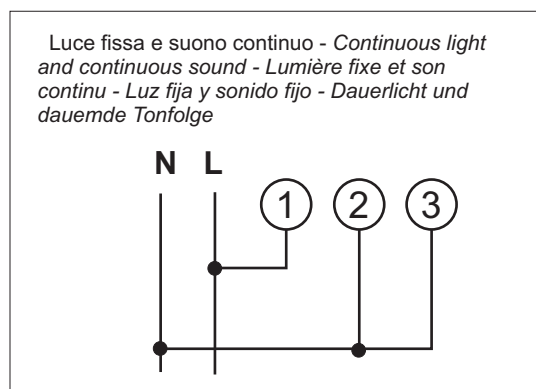 Luce fissa e suono continuo - Continuous light
and continuous sound - Lumière fixe et son
continu - Luz fija y sonido fijo - Dauerlicht und
dauemde Tonfolge
N L
1 2 3